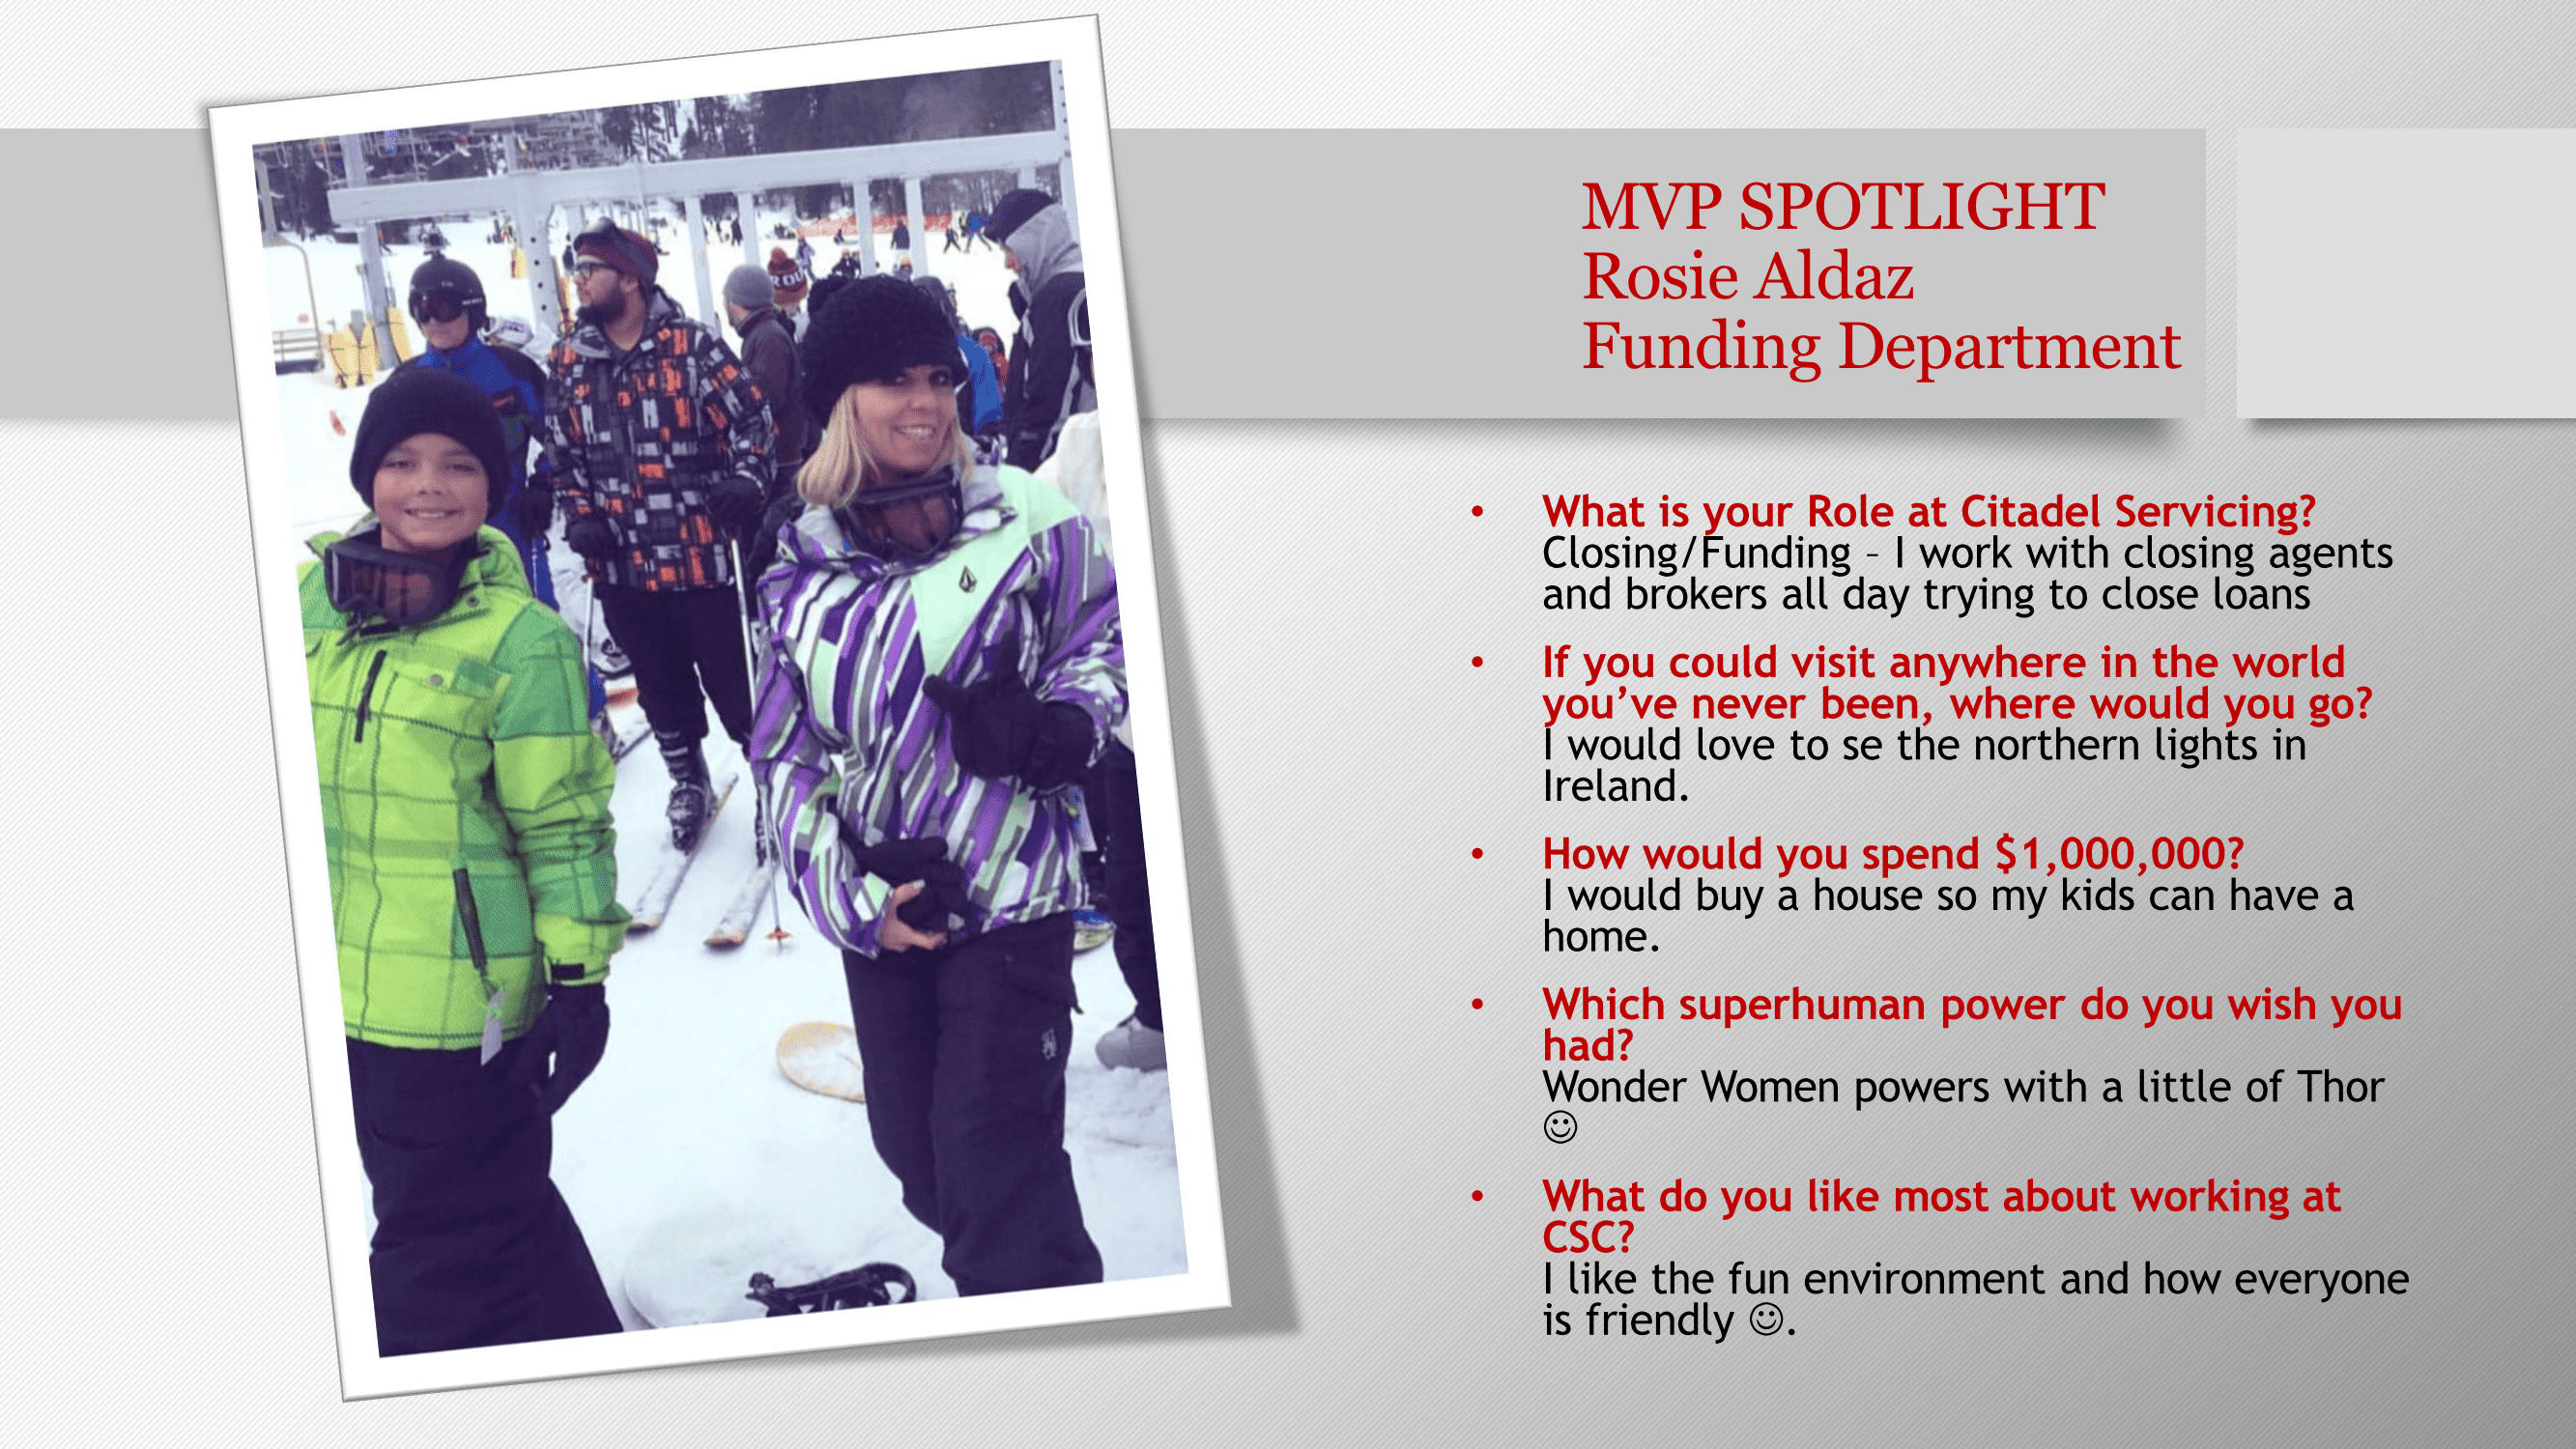 MVP SPOTLIGHT
Rosie Aldaz
Funding Department
• What is your Role at Citadel Servicing?
Closing/Funding – I work with closing agents
and brokers all day trying to close loans
• If you could visit anywhere in the world
you’ve never been, where would you go?
I would love to se the northern lights in
Ireland.
• How would you spend $1,000,000?
I would buy a house so my kids can have a
home.
• Which superhuman power do you wish you
had?
Wonder Women powers with a little of Thor
☺
• What do you like most about working at
CSC?
I like the fun environment and how everyone
is friendly ☺.